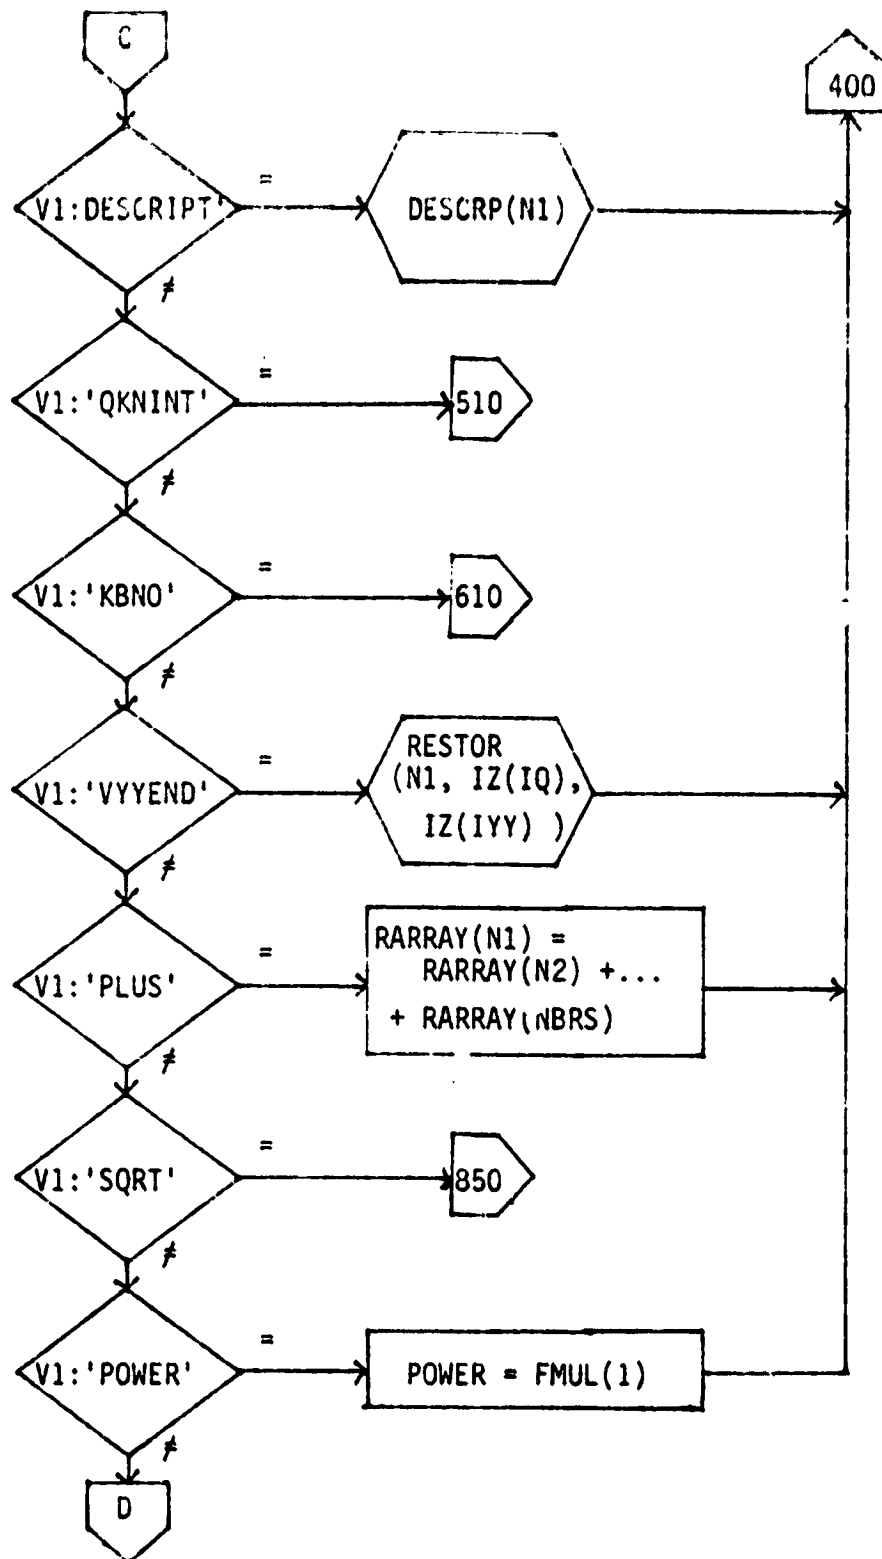 C
400
V1:DESCRIPT'
=
DESCRP(N1)
≠
V1:'QKNINT'
=
510
≠
V1:'KBNO'
=
610
≠
V1:'VYYEND'
=
RESTOR
(N1, IZ(IQ),
IZ(IYY) )
≠
V1:'PLUS'
=
RARRAY(N1) =
RARRAY(N2) +...
+ RARRAY(NBRS)
≠
V1:'SQRT'
=
850
≠
V1:'POWER'
=
POWER = FMUL(1)
≠
D